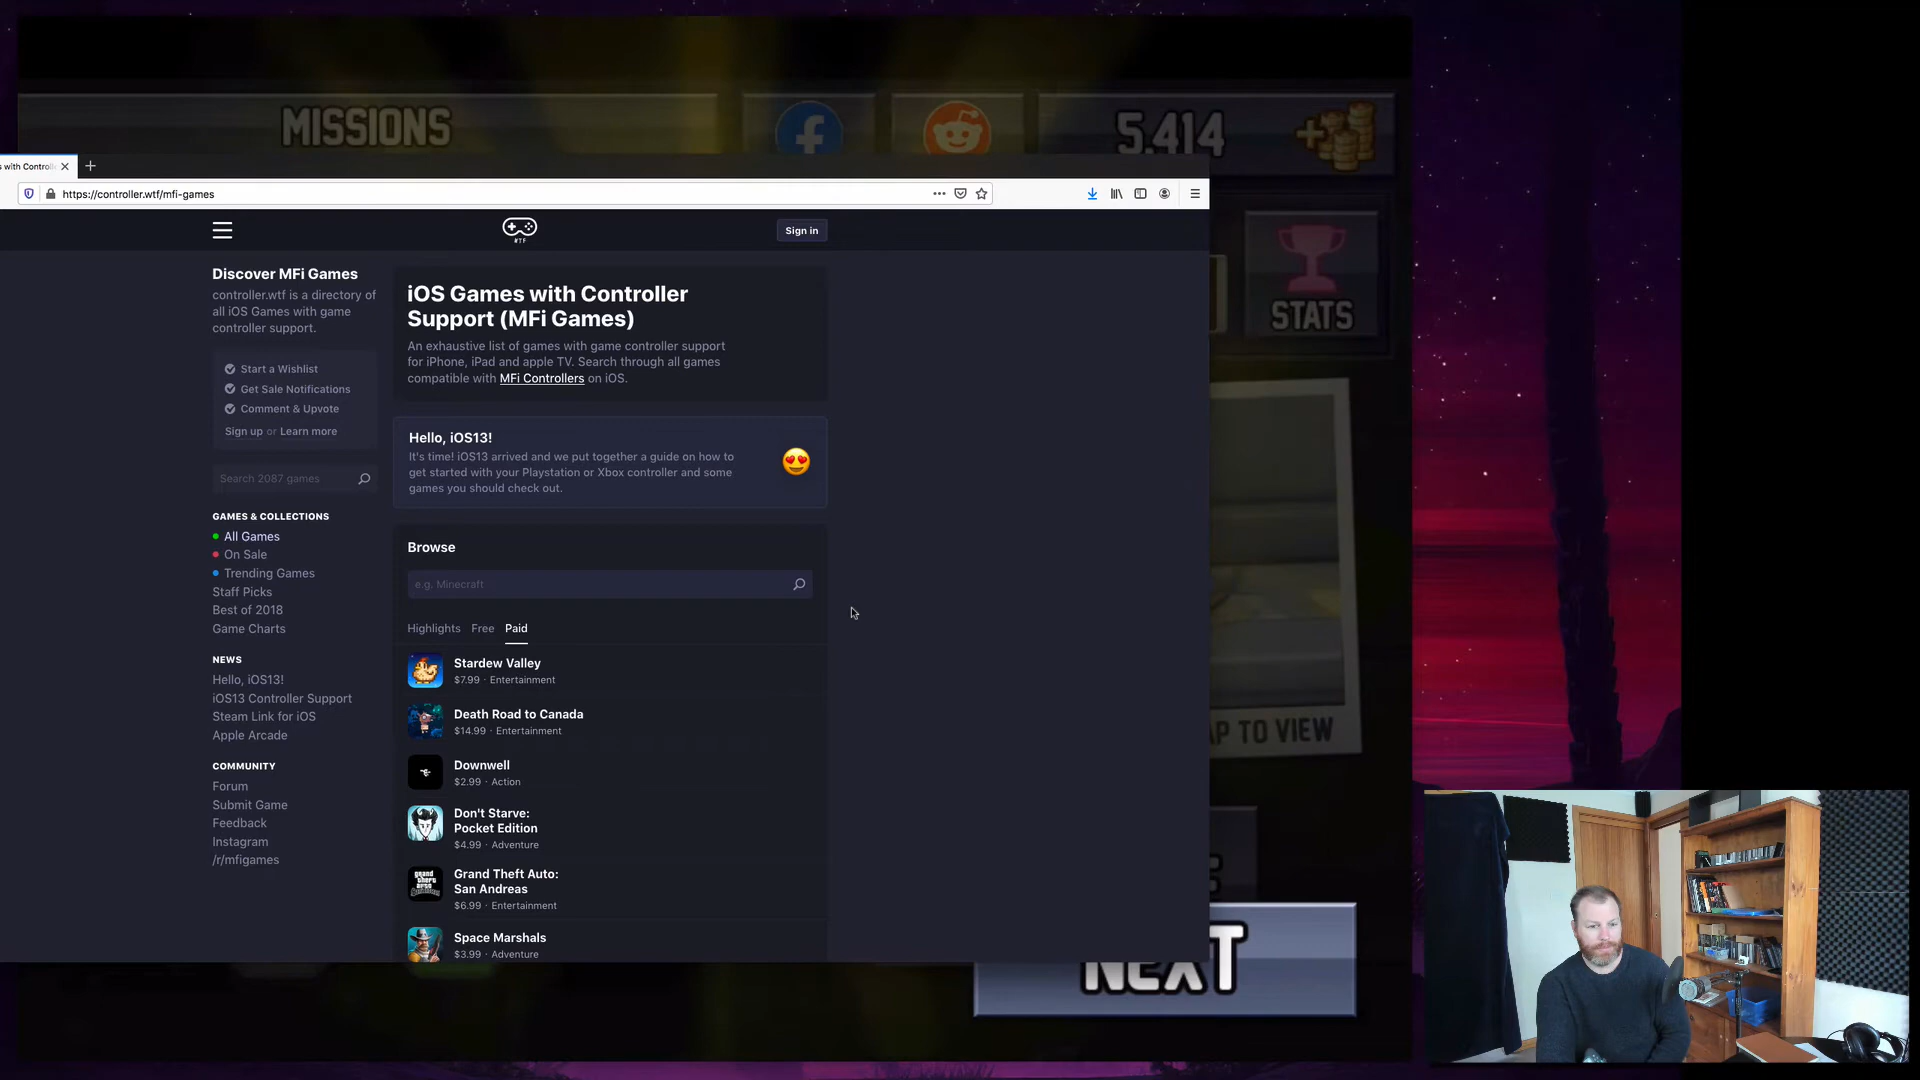 MISSIONS
5,414
s with Controll
https://controller.wtf/mfi-games
#TF
Sign in
STATS
Discover MFi Games
controller.wtf is a directory of
all iOS Games with game
controller support.
Start a Wishlist
Get Sale Notifications
Comment & Upvote
Sign up or Learn more
Search 2087 games
GAMES & COLLECTIONS
All Games
On Sale
Trending Games
Staff Picks
Best of 2018
Game Charts
NEWS
Hello, iOS13!
iOS13 Controller Support
Steam Link for iOS
Apple Arcade
COMMUNITY
Forum
Submit Game
Feedback
Instagram
/r/mfigames
iOS Games with Controller
Support (MFi Games)
An exhaustive list of games with game controller support
for iPhone, iPad and apple TV. Search through all games
compatible with MFi Controllers on iOS.
Hello, iOS13!
It's time! iOS13 arrived and we put together a guide on how to
get started with your Playstation or Xbox controller and some
games you should check out.
Browse
e.g. Minecraft
Highlights Free Paid
Stardew Valley
$7.99 · Entertainment
Death Road to Canada
$14.99 · Entertainment
Downwell
$2.99 · Action
Don't Starve:
Pocket Edition
$4.99 · Adventure
Grand Theft Auto:
San Andreas
$6.99 · Entertainment
Space Marshals
$3.99 · Adventure
AP TO VIEW
NEXT